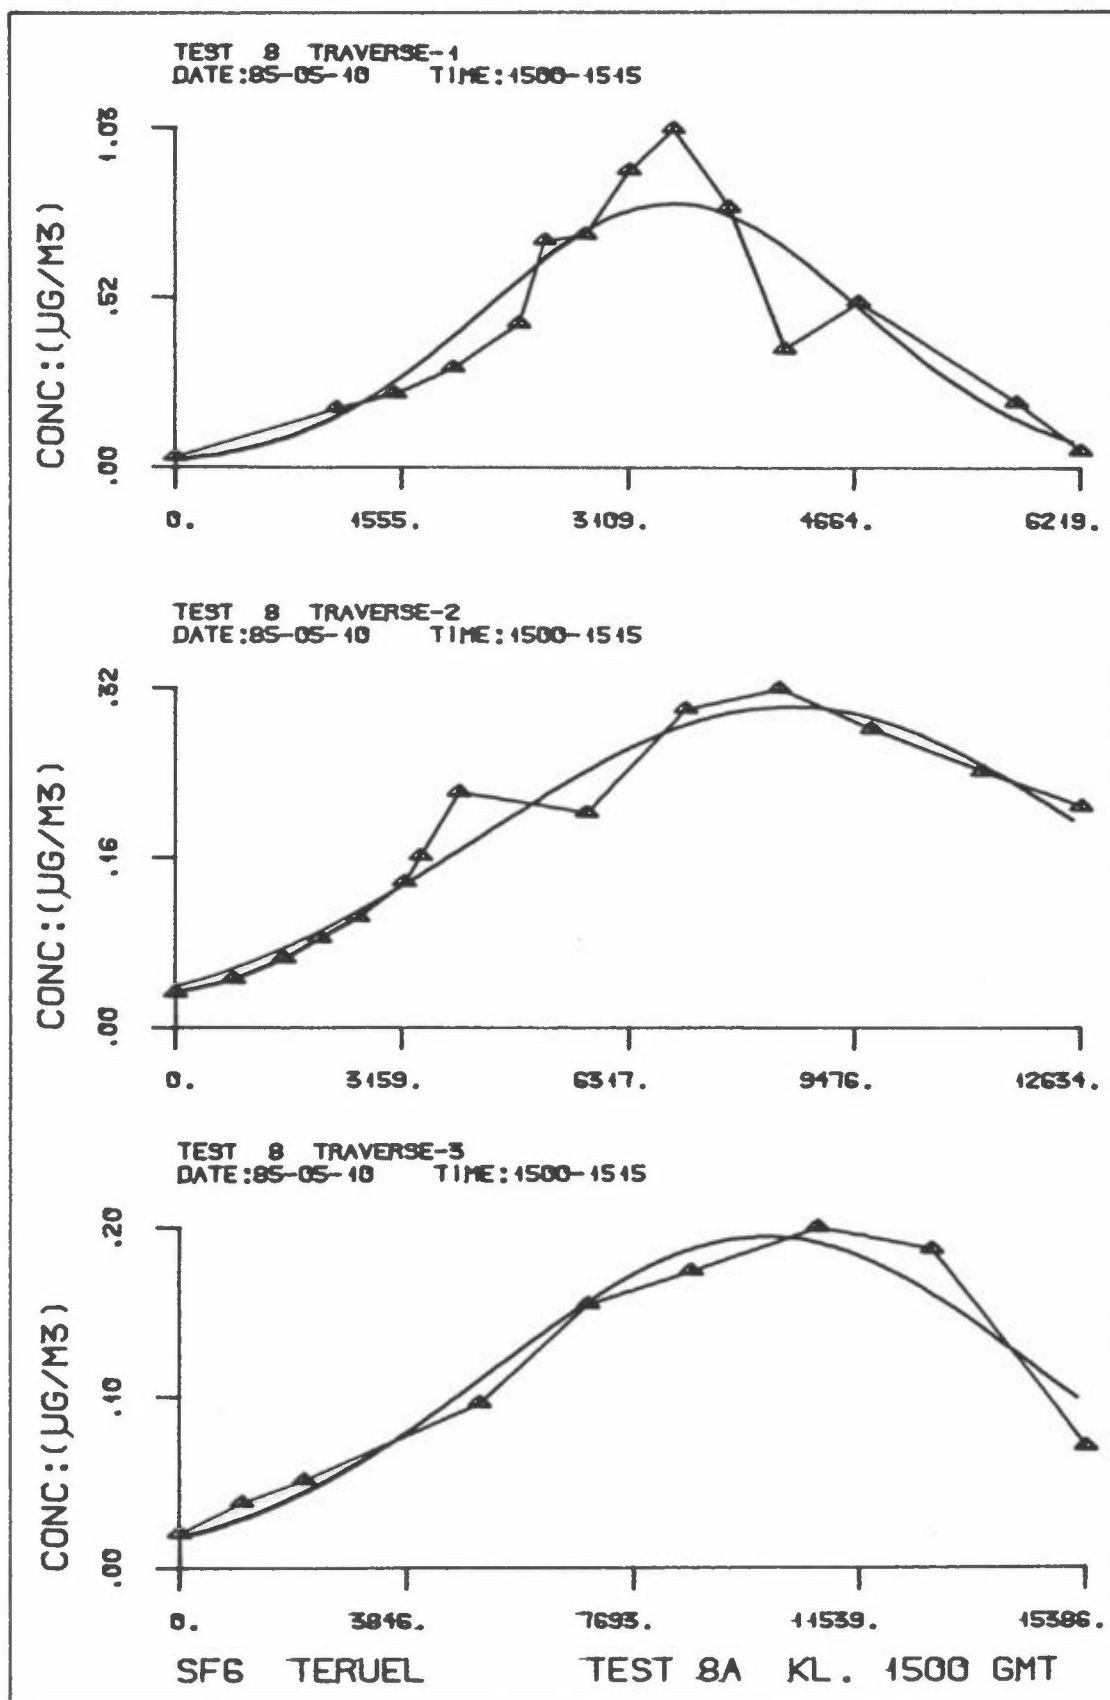 TEST 8 TRAVERSE-1
DATE:85-05-10 TIME:1500-1515
CONC:(µG/M3)
1.03
.52
.00
0. 1555. 3109. 4664. 6219.
TEST 8 TRAVERSE-2
DATE:85-05-10 TIME:1500-1515
CONC:(µG/M3)
.32
.16
.00
0. 3159. 6317. 9476. 12634.
TEST 8 TRAVERSE-3
DATE:85-05-10 TIME:1500-1515
CONC:(µG/M3)
.20
.10
.00
0. 3846. 7693. 11539. 15386.
SF6 TERUEL TEST 8A KL. 1500 GMT